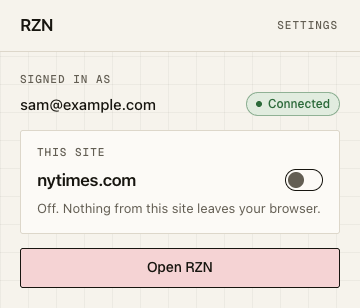 RZN
SETTINGS
SIGNED IN AS
sam@example.com
Connected
THIS SITE
nytimes.com
Off. Nothing from this site leaves your browser.
Open RZN